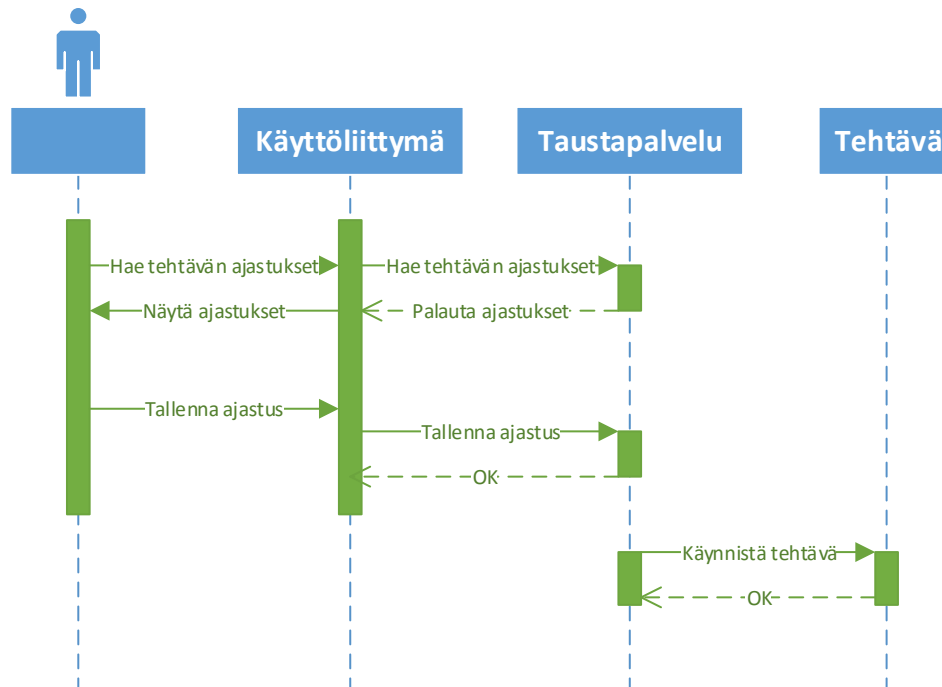 Käyttöliittymä
Taustapalvelu
Tehtävä
Hae tehtävän ajastukset
Hae tehtävän ajastukset
Näytä ajastukset
Palauta ajastukset
Tallenna ajastus
Tallenna ajastus
OK
Käynnistä tehtävä
OK